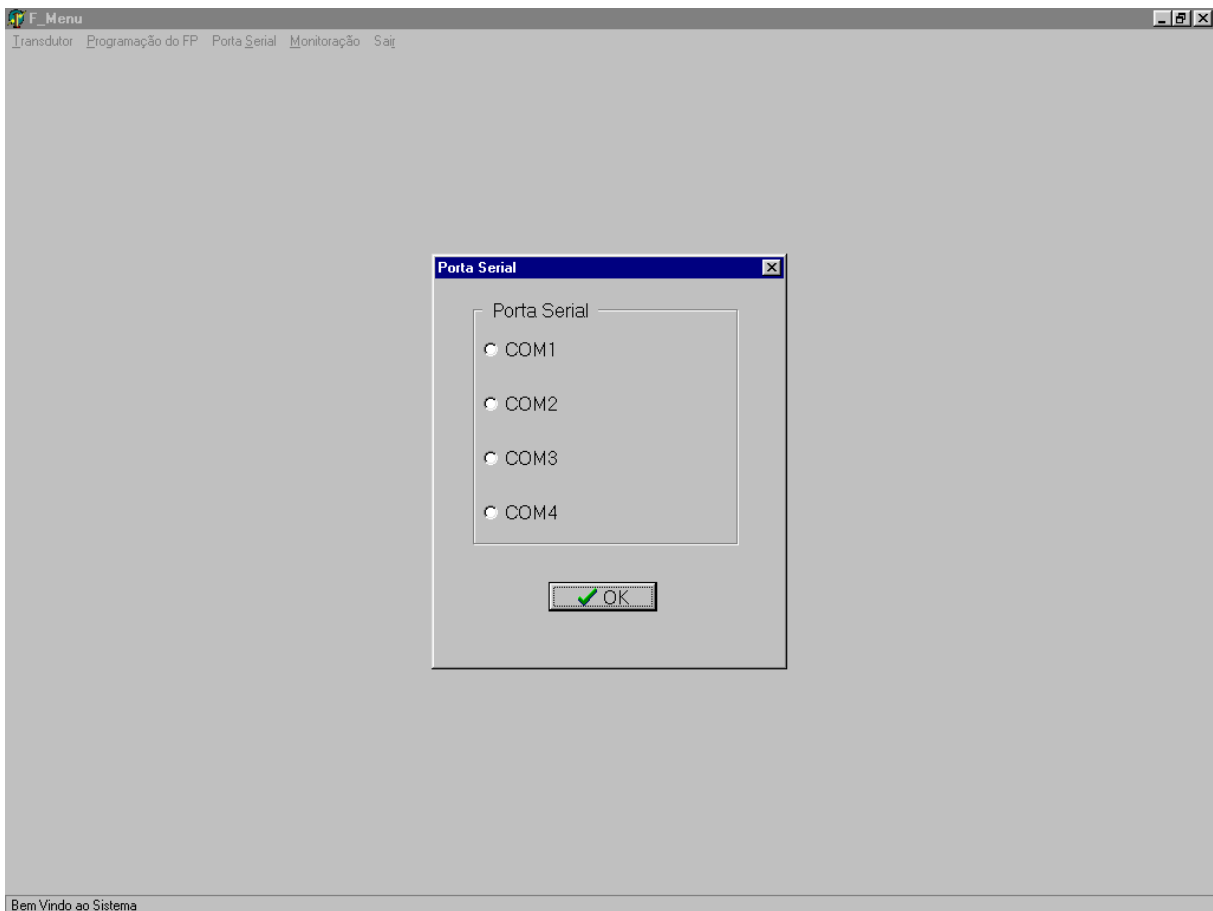 F_Menu
Transdutor Programação do FP Porta Serial Monitoração Sair
Porta Serial
Porta Serial
COM1
COM2
COM3
COM4
OK
Bem Vindo ao Sistema